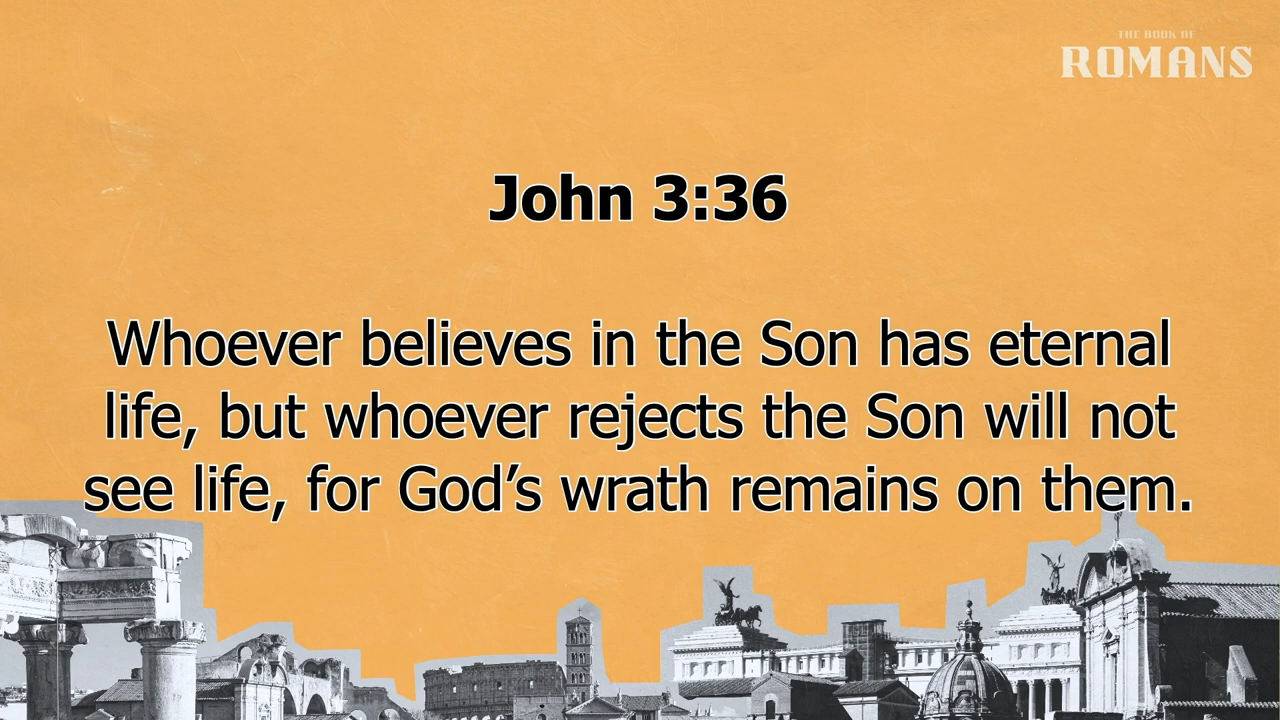 THE BOOK OF
ROMANS
John 3:36
Whoever believes in the Son has eternal
life, but whoever rejects the Son will not
see life, for God’s wrath remains on them.